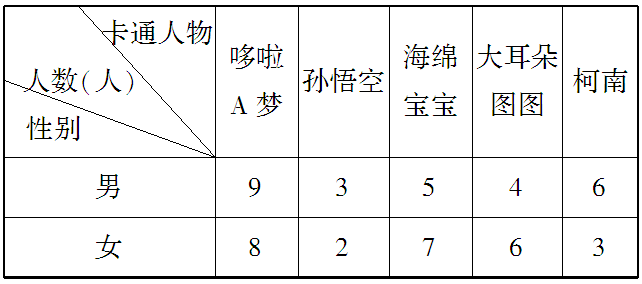 卡通人物
人数(人)
性别
哆啦
A梦
孙悟空
海绵
宝宝
大耳朵
图图
柯南
男 9 3 5 4 6
女 8 2 7 6 3